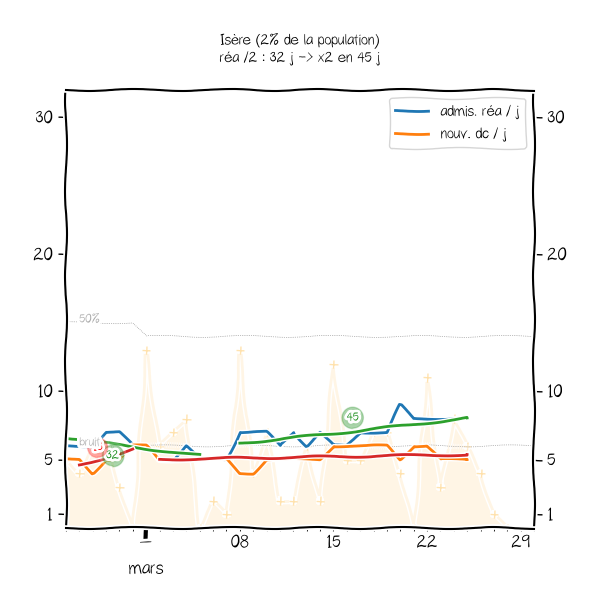 Isère (2% de la population)
réa /2 : 32 j -> x2 en 45 j
admis. réa / j
nouv. dc / j
30 30
20 20
50%
10 10
45
bruit
32
5 5
1 1
1 08 15 22 29
mars